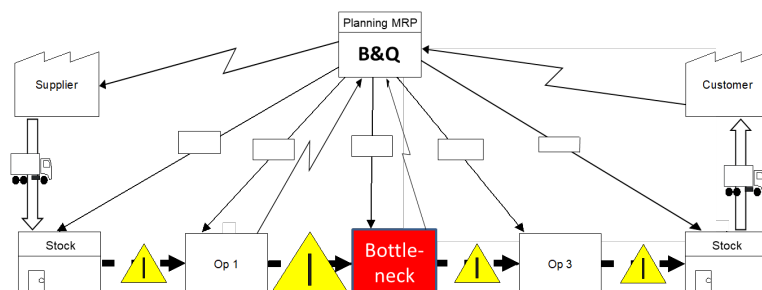 Planning MRP
B&Q
Supplier
Customer
Stock
I
Op 1
I
Bottle-
neck
I
Op 3
I
Stock